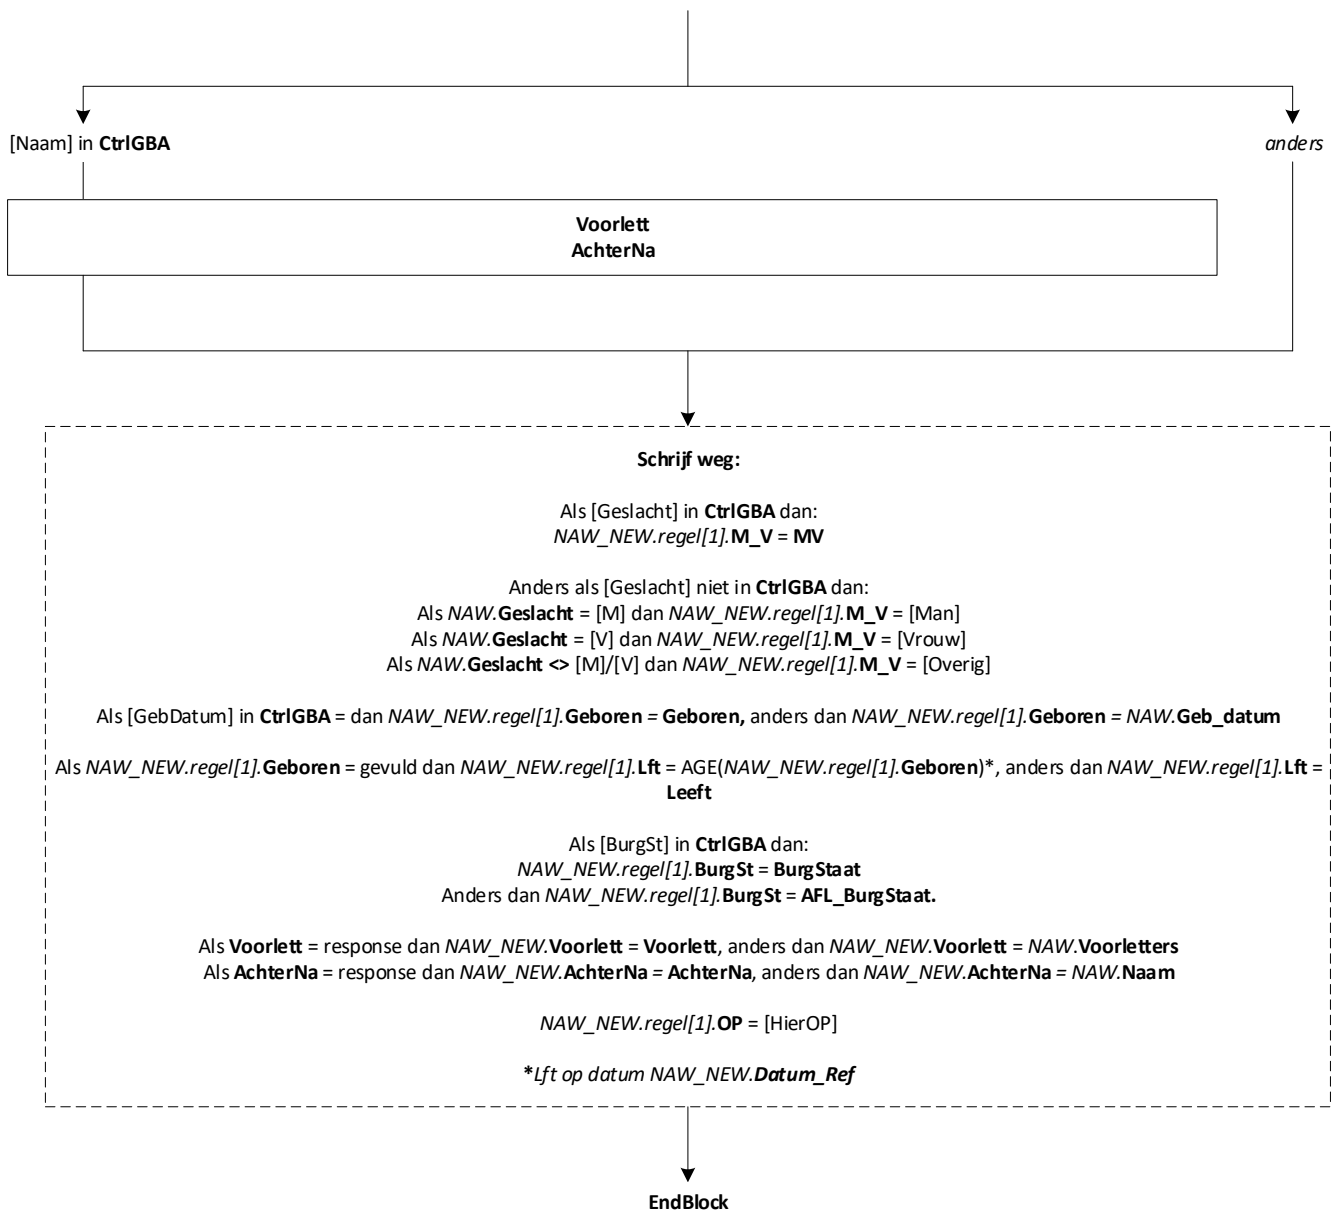 [Naam] in CtrlGBA
anders
Voorlett
AchterNa
Schrijf weg:
Als [Geslacht] in CtrlGBA dan:
NAW_NEW.regel[1].M_V = MV
Anders als [Geslacht] niet in CtrlGBA dan:
Als NAW.Geslacht = [M] dan NAW_NEW.regel[1].M_V = [Man]
Als NAW.Geslacht = [V] dan NAW_NEW.regel[1].M_V = [Vrouw]
Als NAW.Geslacht <> [M]/[V] dan NAW_NEW.regel[1].M_V = [Overig]
Als [GebDatum] in CtrlGBA = dan NAW_NEW.regel[1].Geboren = Geboren, anders dan NAW_NEW.regel[1].Geboren = NAW.Geb_datum
Als NAW_NEW.regel[1].Geboren = gevuld dan NAW_NEW.regel[1].Lft = AGE(NAW_NEW.regel[1].Geboren)*, anders dan NAW_NEW.regel[1].Lft =
Leeft
Als [BurgSt] in CtrlGBA dan:
NAW_NEW.regel[1].BurgSt = BurgStaat
Anders dan NAW_NEW.regel[1].BurgSt = AFL_BurgStaat.
Als Voorlett = response dan NAW_NEW.Voorlett = Voorlett, anders dan NAW_NEW.Voorlett = NAW.Voorletters
Als AchterNa = response dan NAW_NEW.AchterNa = AchterNa, anders dan NAW_NEW.AchterNa = NAW.Naam
NAW_NEW.regel[1].OP = [HierOP]
*Lft op datum NAW_NEW.Datum_Ref
EndBlock